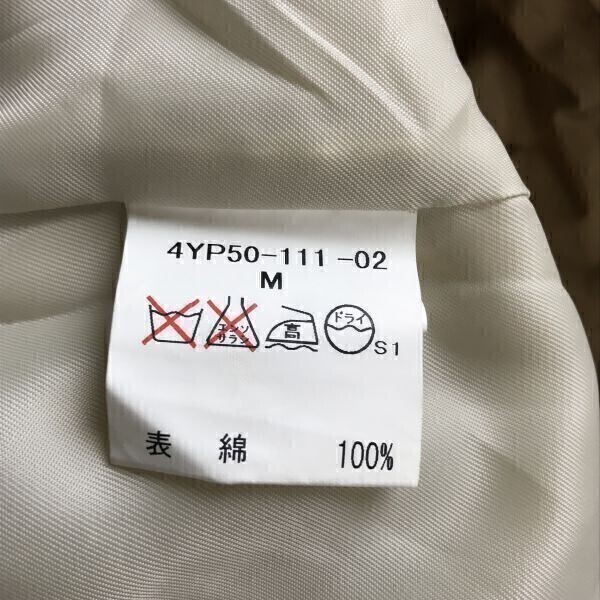 4YP50-111-02
M
エンソ サラシ 高 ドライ S1
表 綿 100%